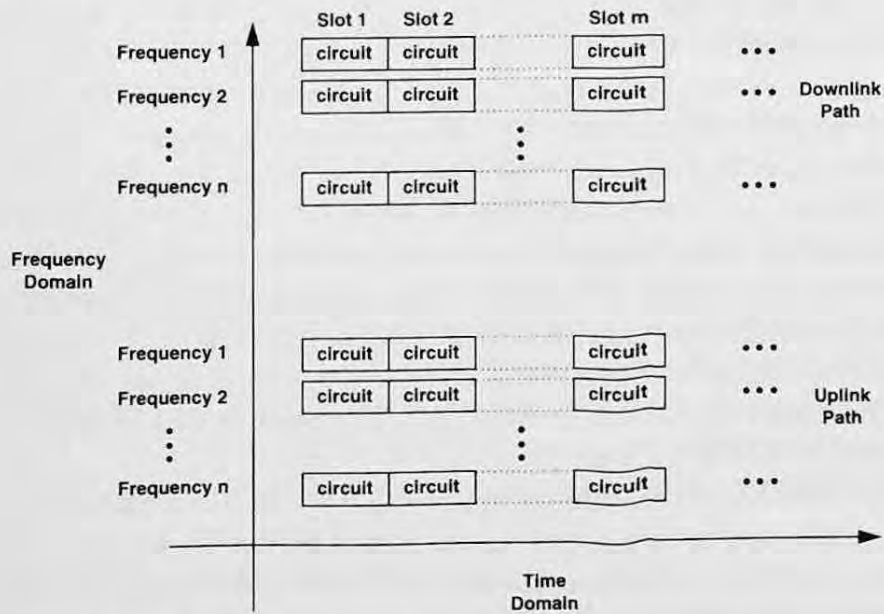 Slot 1 Slot 2 Slot m
Frequency 1 circuit circuit circuit •••
Frequency 2 circuit circuit circuit ••• Downlink
Path
Frequency n circuit circuit circuit •••
Frequency
Domain
Frequency 1 circuit circuit circuit •••
Frequency 2 circuit circuit circuit ••• Uplink
Path
Frequency n circuit circuit circuit •••
Time
Domain